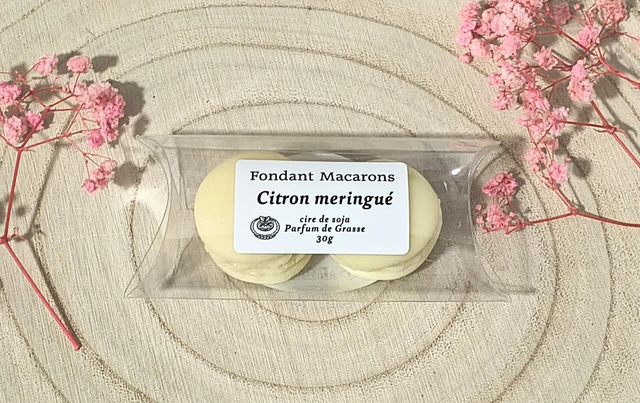 Fondant Macarons
Citron meringué
cire de soja
Parfum de Grasse
30g